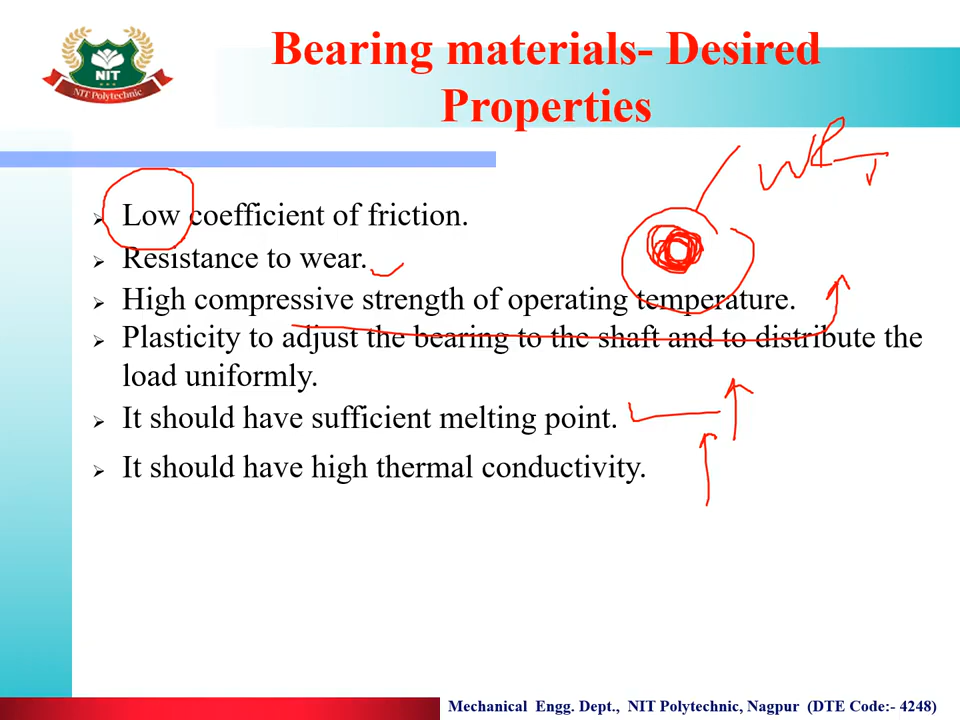 NIT
NIT Polytechnic
Bearing materials- Desired
Properties
Low coefficient of friction.
Resistance to wear.
High compressive strength of operating temperature.
Plasticity to adjust the bearing to the shaft and to distribute the
load uniformly.
It should have sufficient melting point.
It should have high thermal conductivity.
Mechanical Engg. Dept., NIT Polytechnic, Nagpur (DTE Code:- 4248)